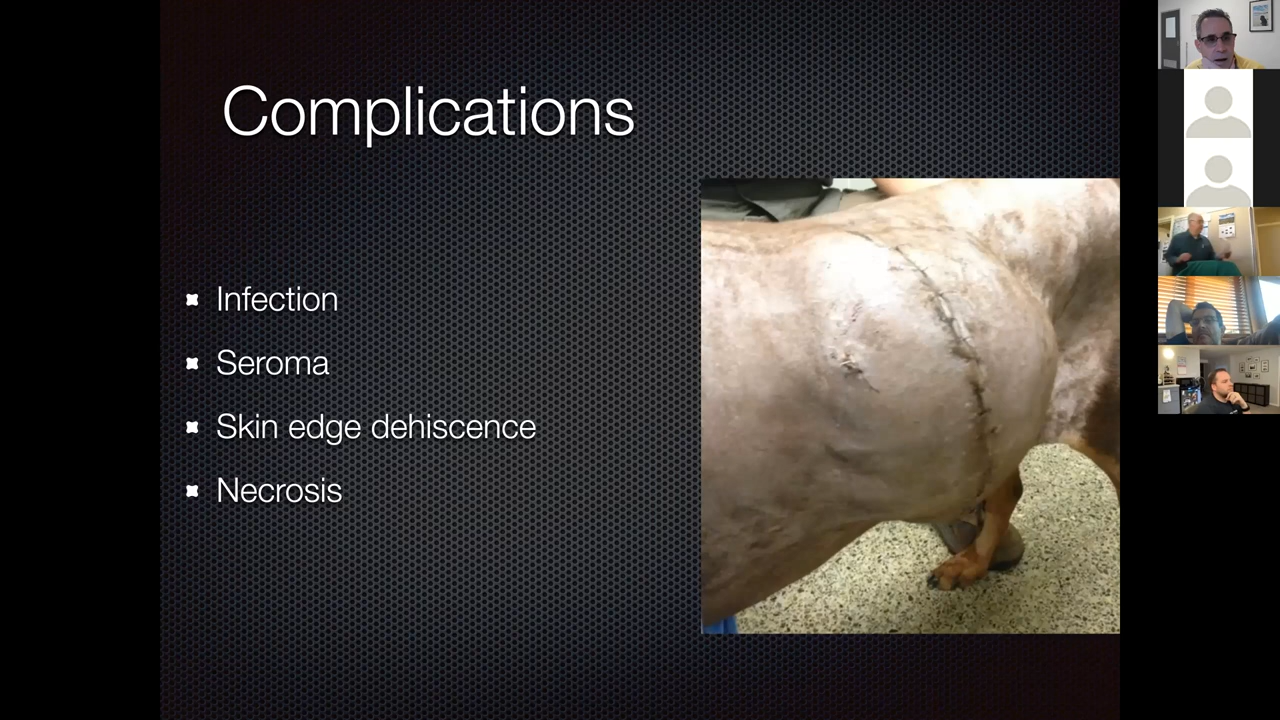 Complications
Infection
Seroma
Skin edge dehiscence
Necrosis